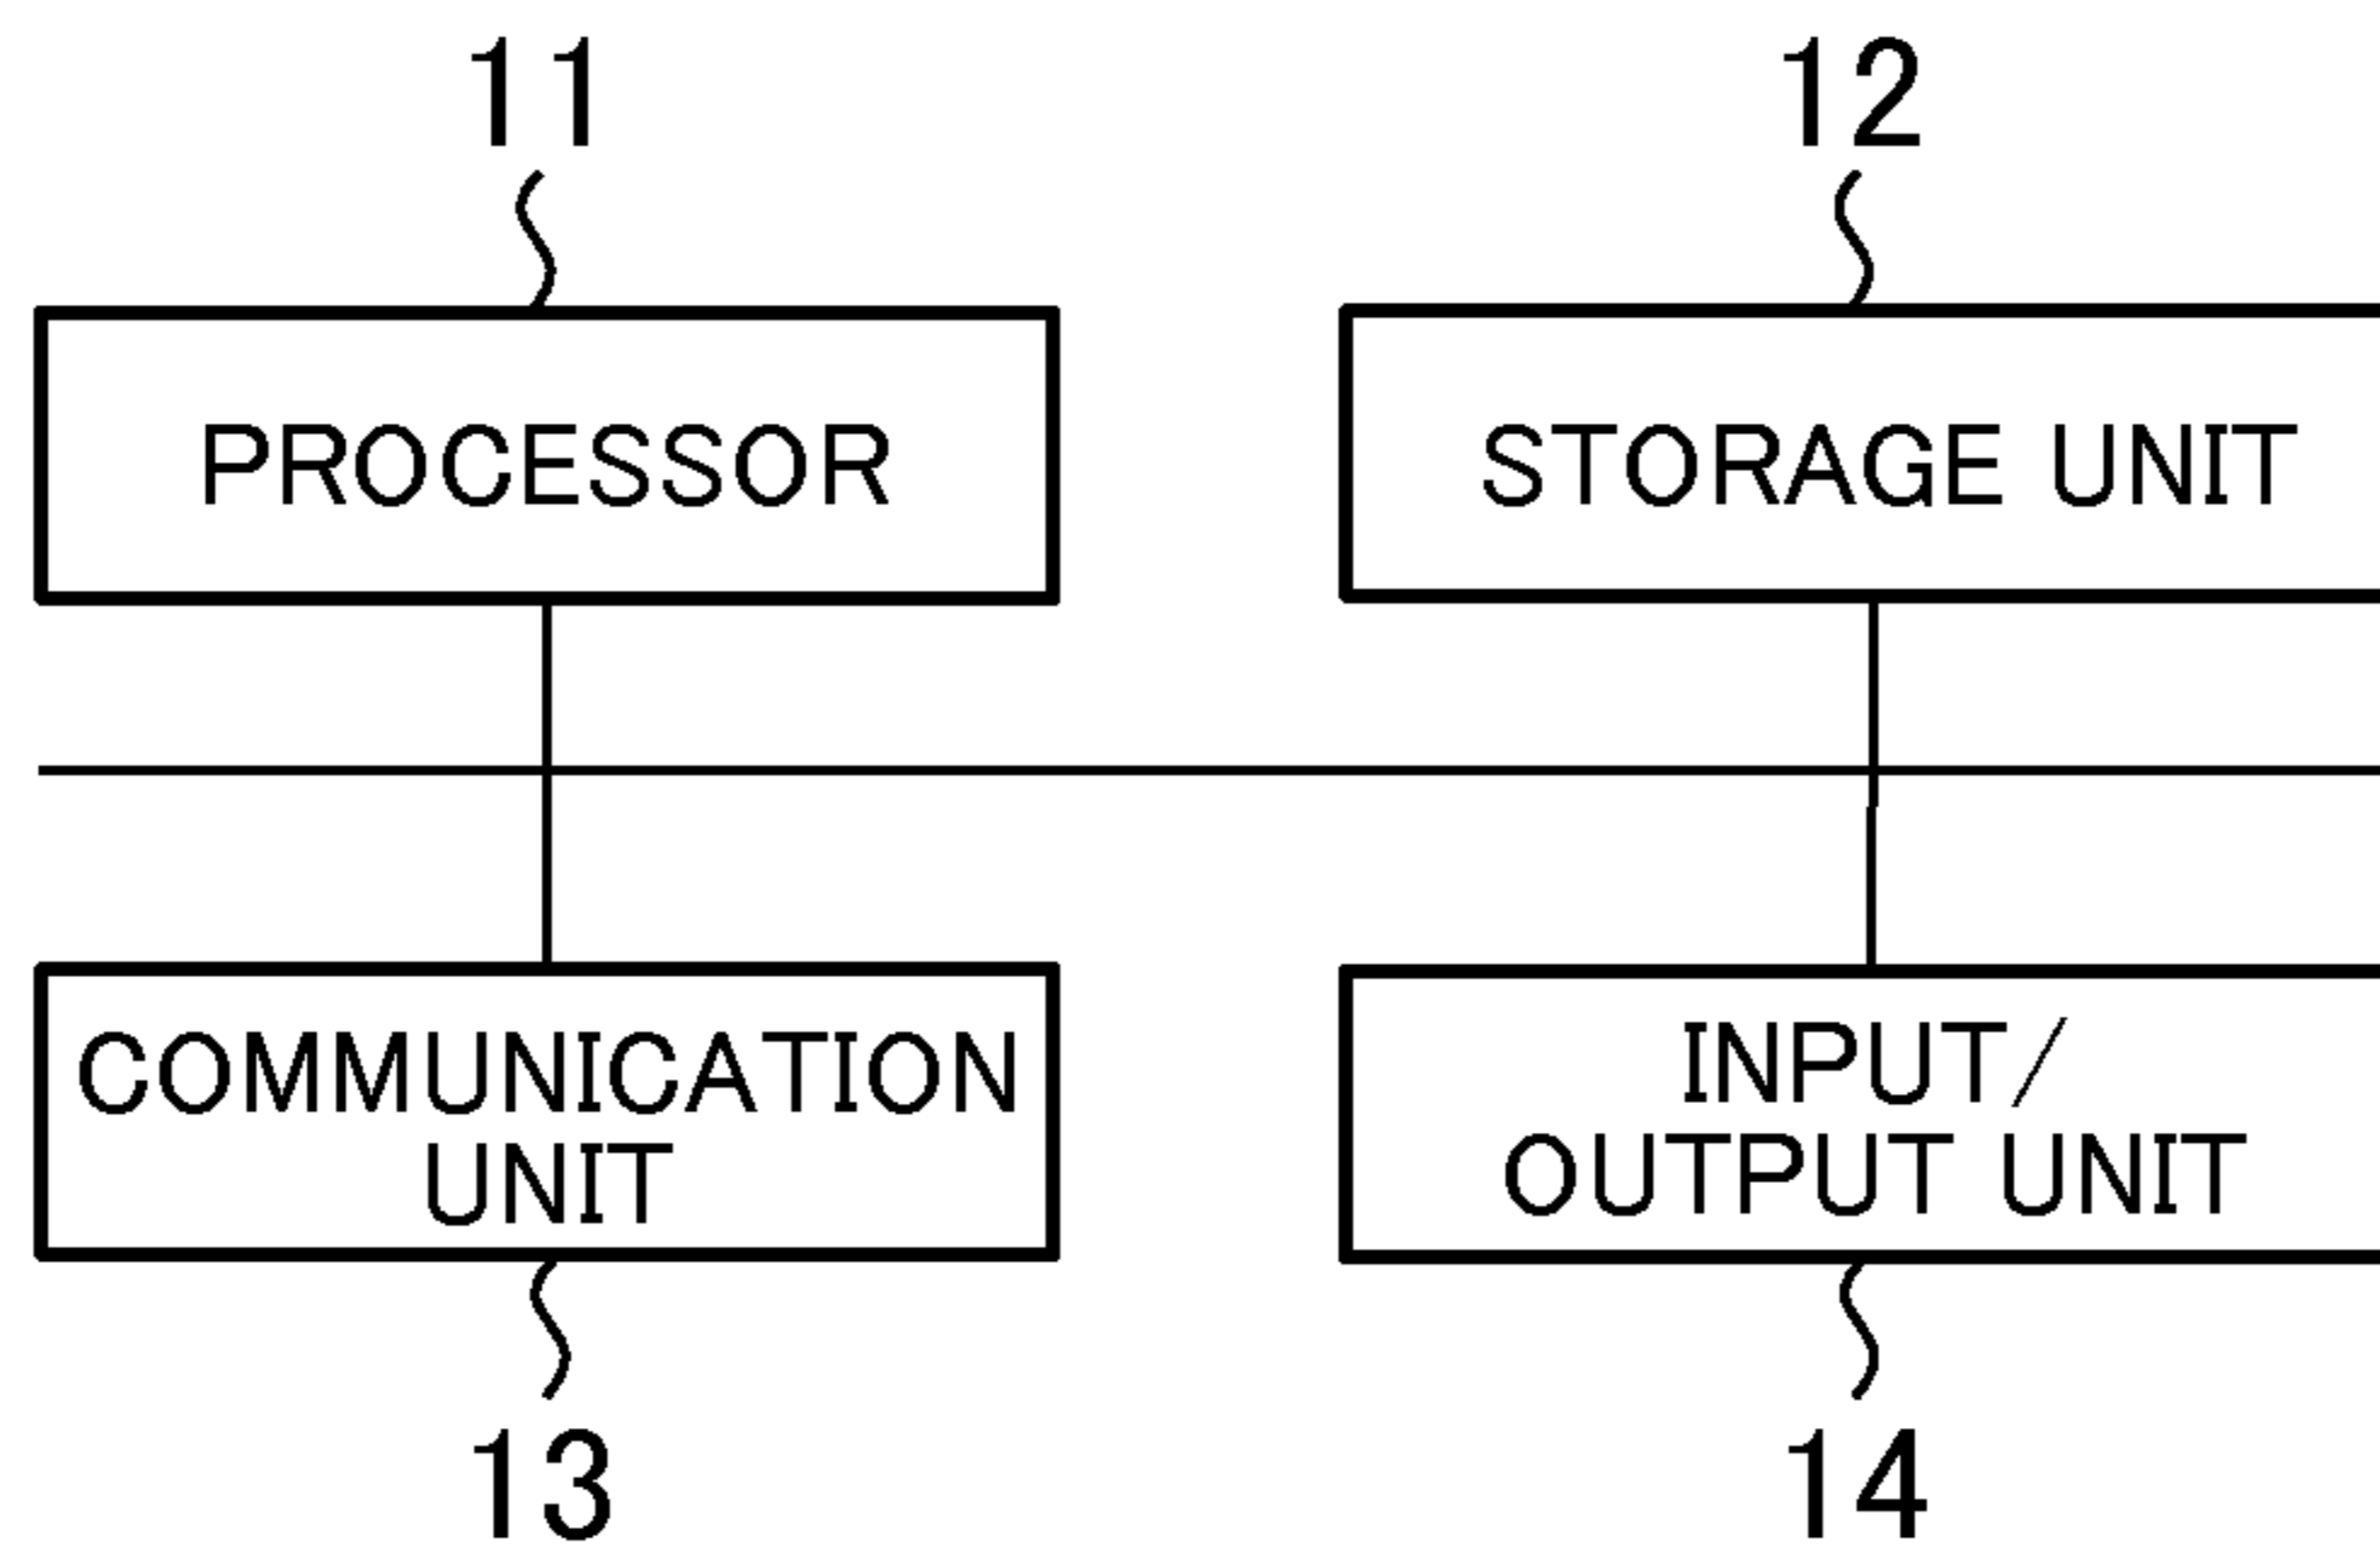 11
12
PROCESSOR
STORAGE UNIT
COMMUNICATION
UNIT
INPUT/
OUTPUT UNIT
13
14